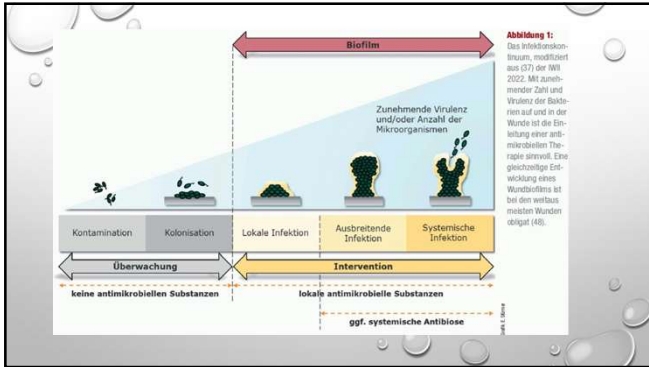 Biofilm
Zunehmende Virulenz
und/oder Anzahl der
Mikroorganismen
Kontamination
Kolonisation
Lokale Infektion
Ausbreitende
Infektion
Systemische
Infektion
Überwachung
Intervention
keine antimikrobiellen Substanzen
lokale antimikrobielle Substanzen
ggf. systemische Antibiose
Abbildung 1:
Das Infektionskon-
tinuum, modifiziert
aus (37) der IWII
2022. Mit zuneh-
mender Zahl und
Virulenz der Bakte-
rien auf und in der
Wunde ist die Ein-
leitung einer anti-
mikrobiellen The-
rapie sinnvoll. Eine
gleichzeitige Ent-
wicklung eines
Wundbiofilms ist
bei den weitaus
meisten Wunden
obligat (48).